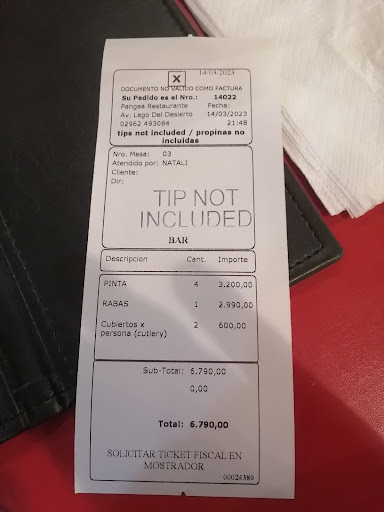 14/03/2023
X
DOCUMENTO NO VALIDO COMO FACTURA
Su Pedido es el Nro.: 14022
Pangea Restaurante Fecha:
Av. Lago Del Desierto 14/03/2023
02962 493084 21:48
tips not included / propinas no
incluidas
Nro. Mesa: 03
Atendido por: NATALI
Cliente:
Dir:
TIP NOT
INCLUDED
BAR
Descripcion Cant. Importe
PINTA 4 3.200,00
RABAS 1 2.990,00
Cubiertos x 2 600,00
persona (cutlery)
Sub-Total: 6.790,00
0,00
Total: 6.790,00
SOLICITAR TICKET FISCAL EN
MOSTRADOR
00024389